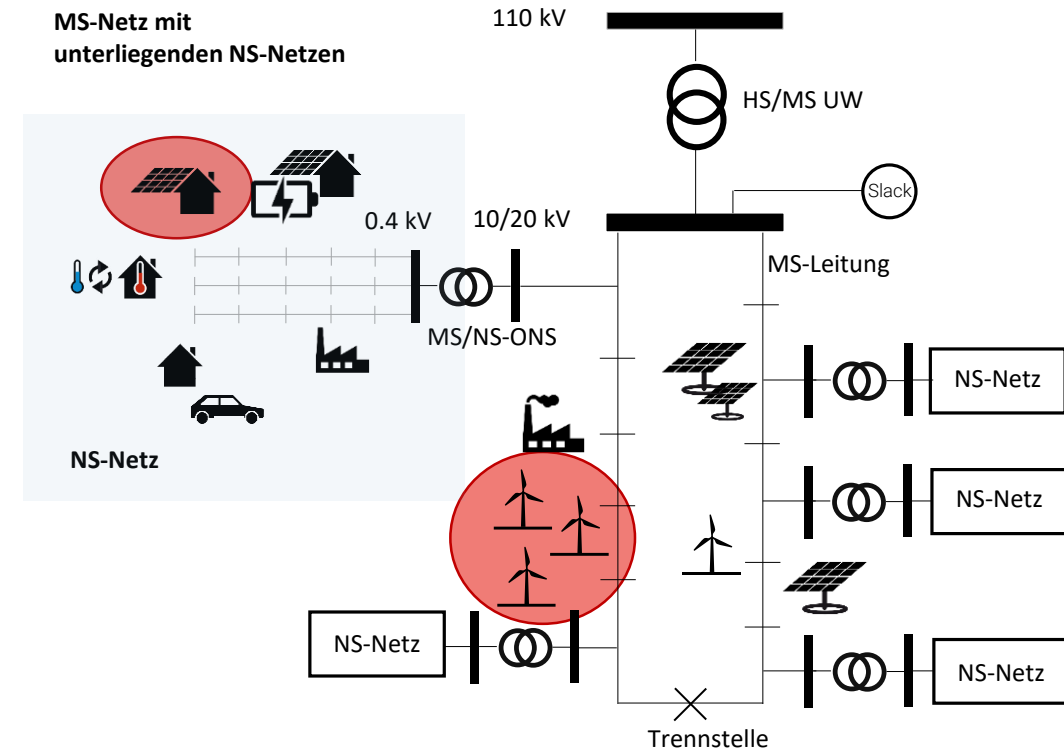 MS-Netz mit
unterliegenden NS-Netzen
110 kV
HS/MS UW
Slack
0.4 kV
10/20 kV
MS-Leitung
MS/NS-ONS
NS-Netz
NS-Netz
NS-Netz
NS-Netz
NS-Netz
Trennstelle